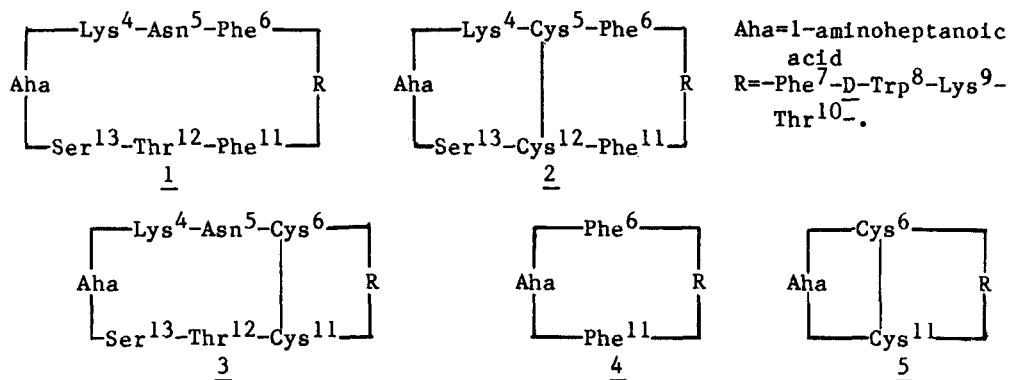 Lys⁴-Asn⁵-Phe⁶
Aha
R
Ser¹³-Thr¹²-Phe¹¹
1
Lys⁴-Cys⁵-Phe⁶
Aha
R
Ser¹³-Cys¹²-Phe¹¹
2
Aha=1-aminoheptanoic
acid
R=-Phe⁷-D-Trp⁸-Lys⁹-
Thr¹⁰-.
Lys⁴-Asn⁵-Cys⁶
Aha
R
Ser¹³-Thr¹²-Cys¹¹
3
Phe⁶
Aha
R
Phe¹¹
4
Cys⁶
Aha
R
Cys¹¹
5